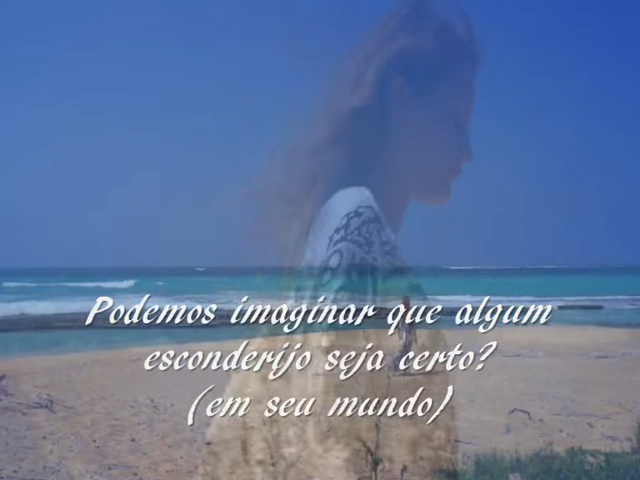 Podemos imaginar que algum
esconderijo seja certo?
(em seu mundo)